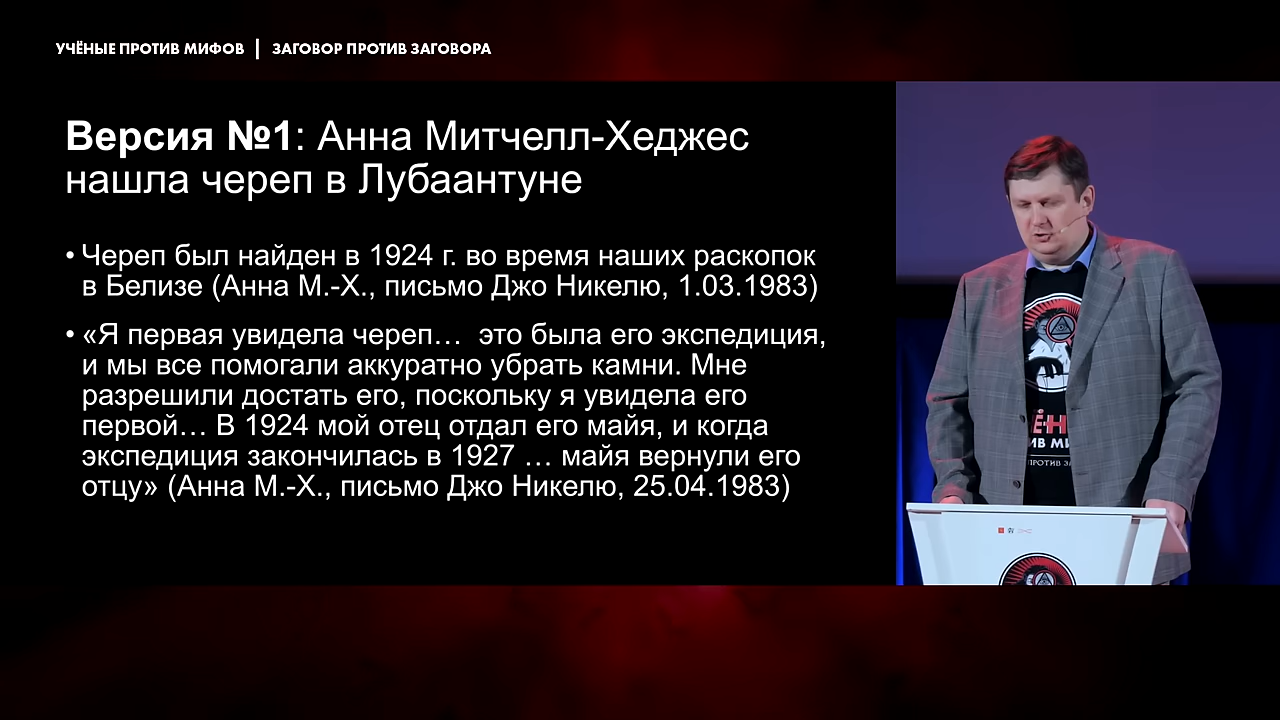 УЧЁНЫЕ ПРОТИВ МИФОВ | ЗАГОВОР ПРОТИВ ЗАГОВОРА
Версия №1: Анна Митчелл-Хеджес
нашла череп в Лубаантуне
• Череп был найден в 1924 г. во время наших раскопок
в Белизе (Анна М.-Х., письмо Джо Никелю, 1.03.1983)
• «Я первая увидела череп… это была его экспедиция,
и мы все помогали аккуратно убрать камни. Мне
разрешили достать его, поскольку я увидела его
первой… В 1924 мой отец отдал его майя, и когда
экспедиция закончилась в 1927 … майя вернули его
отцу» (Анна М.-Х., письмо Джо Никелю, 25.04.1983)